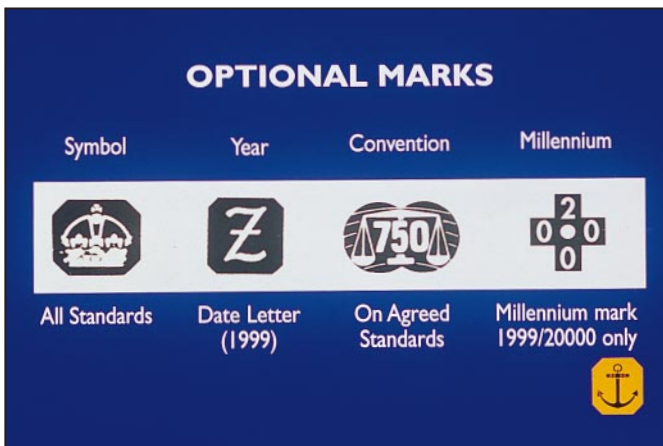 OPTIONAL MARKS
Symbol Year Convention Millennium
Z 750 2
0 0
0
All Standards Date Letter On Agreed Millennium mark
(1999) Standards 1999/20000 only